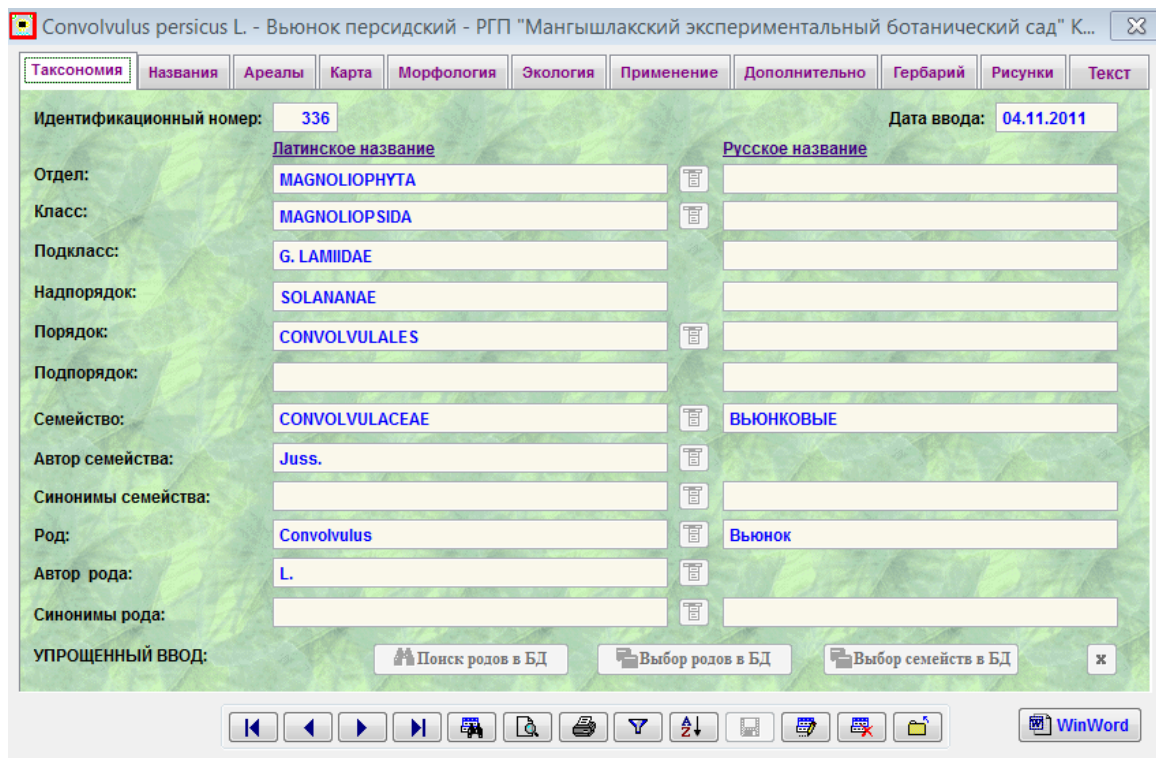 Convolvulus persicus L. - Вьюнок персидский - РГП "Мангышлакский экспериментальный ботанический сад" К...
Таксономия Названия Ареалы Карта Морфология Экология Применение Дополнительно Гербарий Рисунки Текст
Идентификационный номер: 336 Дата ввода: 04.11.2011
Латинское название Русское название
Отдел: MAGNOLIOPHYTA
Класс: MAGNOLIOPSIDA
Подкласс: G. LAMIIDAE
Надпорядок: SOLANANAE
Порядок: CONVOLVULALES
Подпорядок:
Семейство: CONVOLVULACEAE ВЬЮНКОВЫЕ
Автор семейства: Juss.
Синонимы семейства:
Род: Convolvulus Вьюнок
Автор рода: L.
Синонимы рода:
УПРОЩЕННЫЙ ВВОД: Поиск родов в БД Выбор родов в БД Выбор семейств в БД x
WinWord